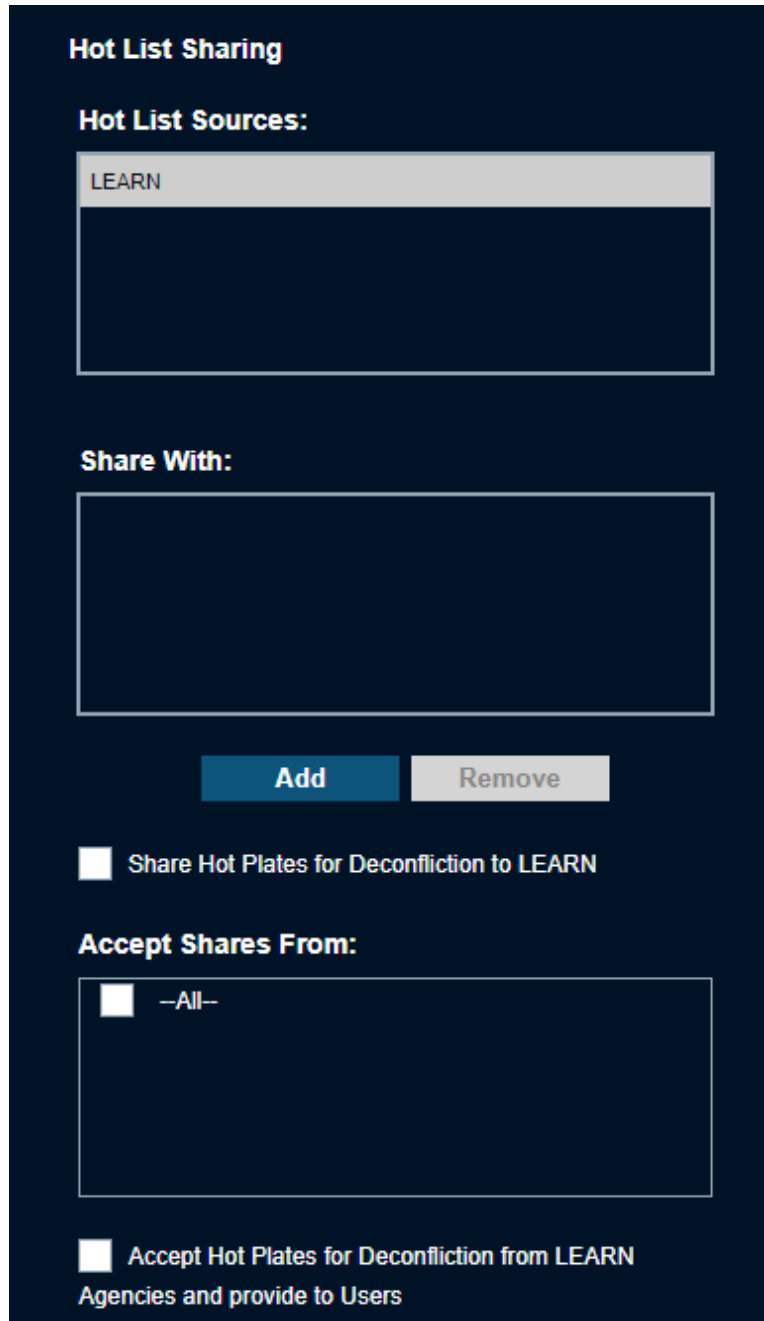 Hot List Sharing
Hot List Sources:
LEARN
Share With:
Add Remove
Share Hot Plates for Deconfliction to LEARN
Accept Shares From:
--All--
Accept Hot Plates for Deconfliction from LEARN
Agencies and provide to Users